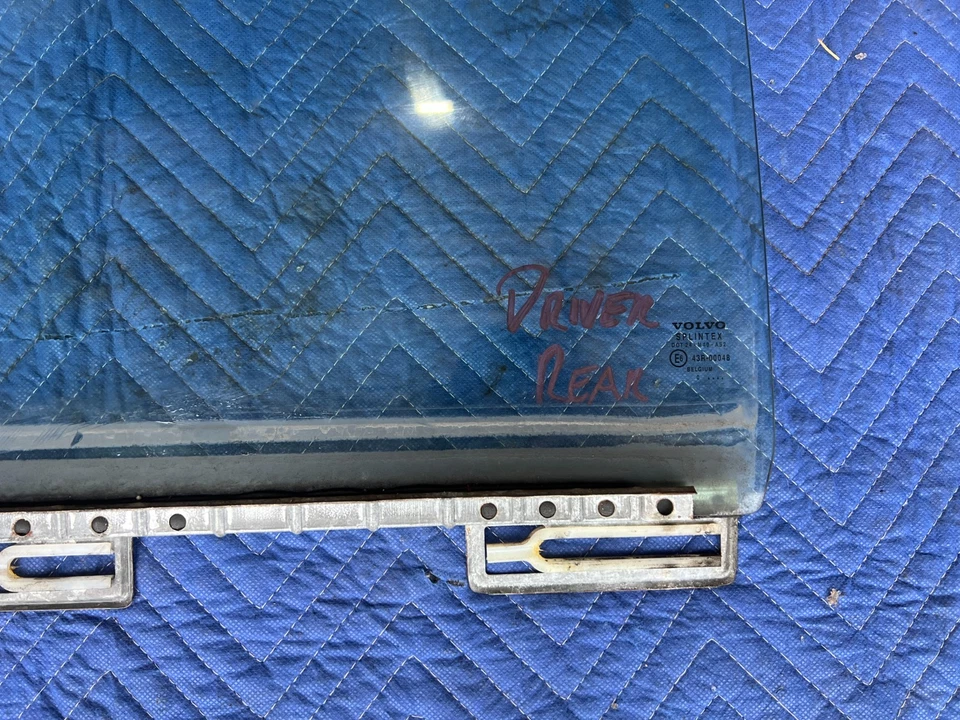 DRIVER
REAR
VOLVO
SPLINTEX
43R-00048
BELGIUM